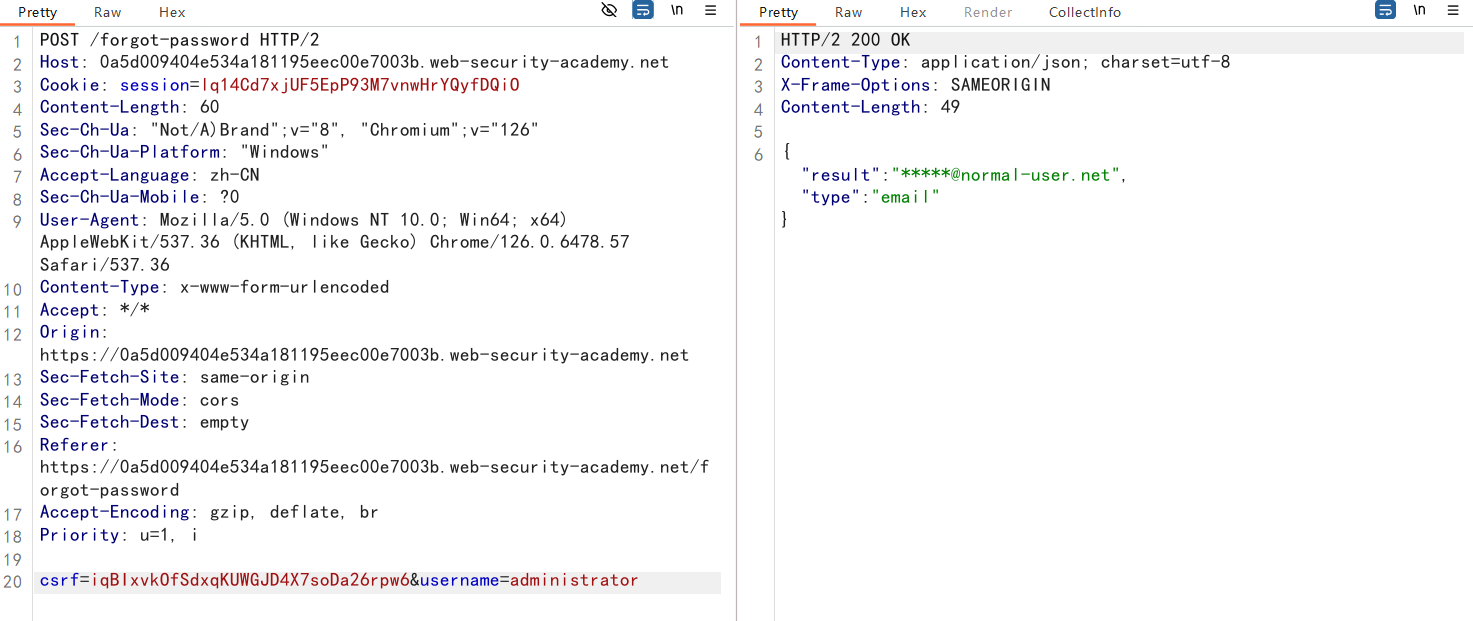 Pretty Raw Hex \n
1 POST /forgot-password HTTP/2
2 Host: 0a5d009404e534a181195eec00e7003b.web-security-academy.net
3 Cookie: session=lq14Cd7xjUF5EpP93M7vnwHrYQyfDQi0
4 Content-Length: 60
5 Sec-Ch-Ua: "Not/A)Brand";v="8", "Chromium";v="126"
6 Sec-Ch-Ua-Platform: "Windows"
7 Accept-Language: zh-CN
8 Sec-Ch-Ua-Mobile: ?0
9 User-Agent: Mozilla/5.0 (Windows NT 10.0; Win64; x64)
AppleWebKit/537.36 (KHTML, like Gecko) Chrome/126.0.6478.57
Safari/537.36
10 Content-Type: x-www-form-urlencoded
11 Accept: */*
12 Origin:
https://0a5d009404e534a181195eec00e7003b.web-security-academy.net
13 Sec-Fetch-Site: same-origin
14 Sec-Fetch-Mode: cors
15 Sec-Fetch-Dest: empty
16 Referer:
https://0a5d009404e534a181195eec00e7003b.web-security-academy.net/f
orgot-password
17 Accept-Encoding: gzip, deflate, br
18 Priority: u=1, i
19
20 csrf=iqBIxvkOfSdxqKUWGJD4X7soDa26rpw6&username=administrator
Pretty Raw Hex Render CollectInfo \n
1 HTTP/2 200 OK
2 Content-Type: application/json; charset=utf-8
3 X-Frame-Options: SAMEORIGIN
4 Content-Length: 49
5
6 {
"result":"*****@normal-user.net",
"type":"email"
}